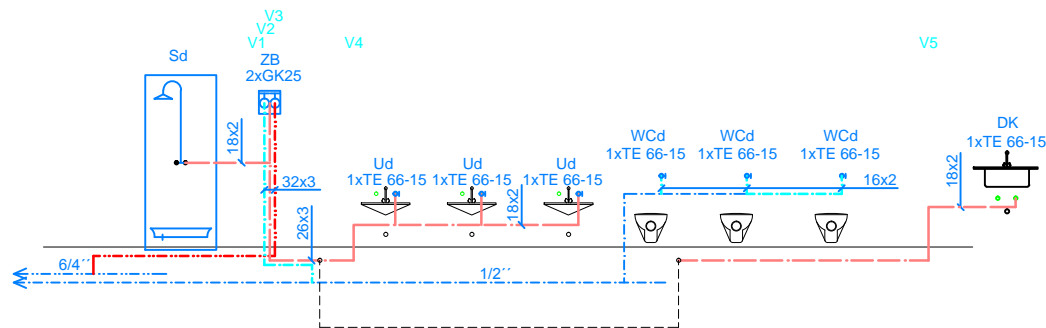 V3
V2
V1
V4
V5
Sd
ZB
2xGK25
18x2
32x3
26x3
Ud
1xTE 66-15
Ud
1xTE 66-15
Ud
1xTE 66-15
18x2
WCd
1xTE 66-15
WCd
1xTE 66-15
WCd
1xTE 66-15
16x2
DK
1xTE 66-15
18x2
6/4´´
1/2´´